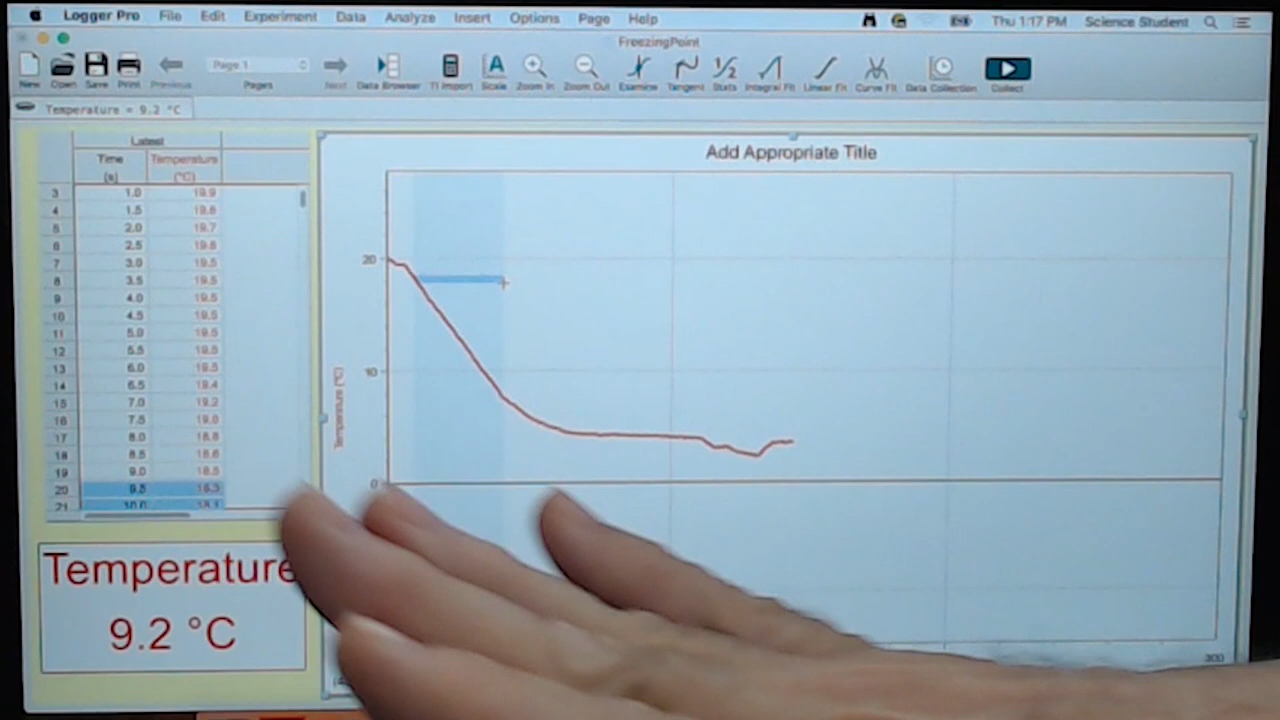 Logger Pro File Edit Experiment Data Analyze Insert Options Page Help Thu 1:17 PM Science Student
FreezingPoint
Page 1
New Open Save Print Previous Pages Next Data Browser TI Import Scale Zoom In Zoom Out Examine Tangent Stats Integral Fit Linear Fit Curve Fit Data Collection Collect
Temperature = 9.2 °C
Latest
Time Temperature
(s) (°C)
3 1.0 19.9
4 1.5 19.8
5 2.0 19.7
6 2.5 19.6
7 3.0 19.5
8 3.5 19.5
9 4.0 19.5
10 4.5 19.5
11 5.0 19.5
12 5.5 19.5
13 6.0 19.5
14 6.5 19.4
15 7.0 19.2
16 7.5 19.0
17 8.0 18.8
18 8.5 18.6
19 9.0 18.5
20 9.5 18.3
21 10.0 18.1
Temperature
9.2 °C
Add Appropriate Title
20
10
0
Temperature (°C)
300